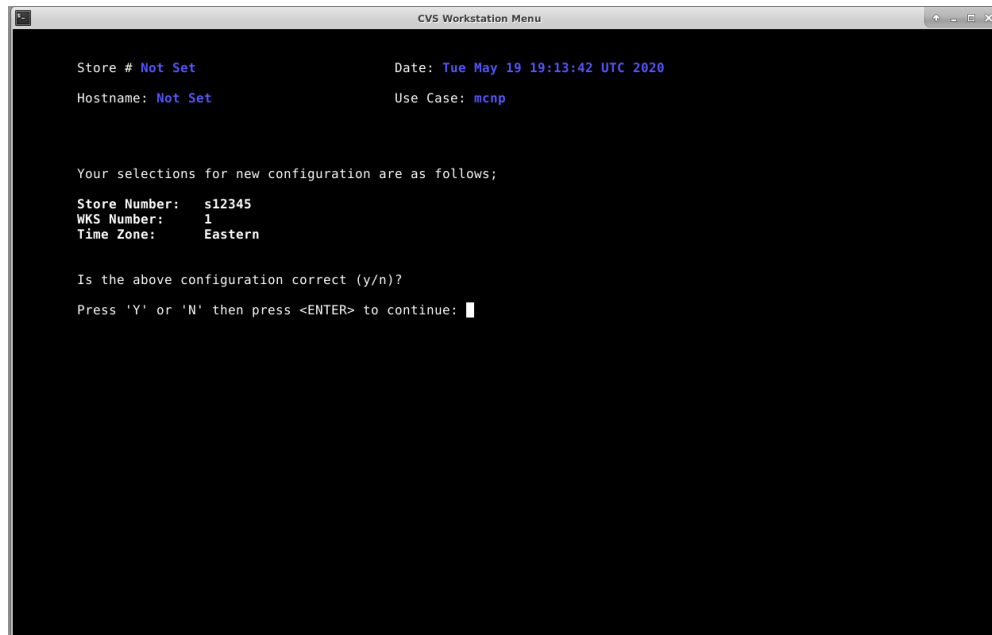 CVS Workstation Menu
Store # Not Set Date: Tue May 19 19:13:42 UTC 2020
Hostname: Not Set Use Case: mcnp
Your selections for new configuration are as follows;
Store Number: s12345
WKS Number: 1
Time Zone: Eastern
Is the above configuration correct (y/n)?
Press 'Y' or 'N' then press <ENTER> to continue: